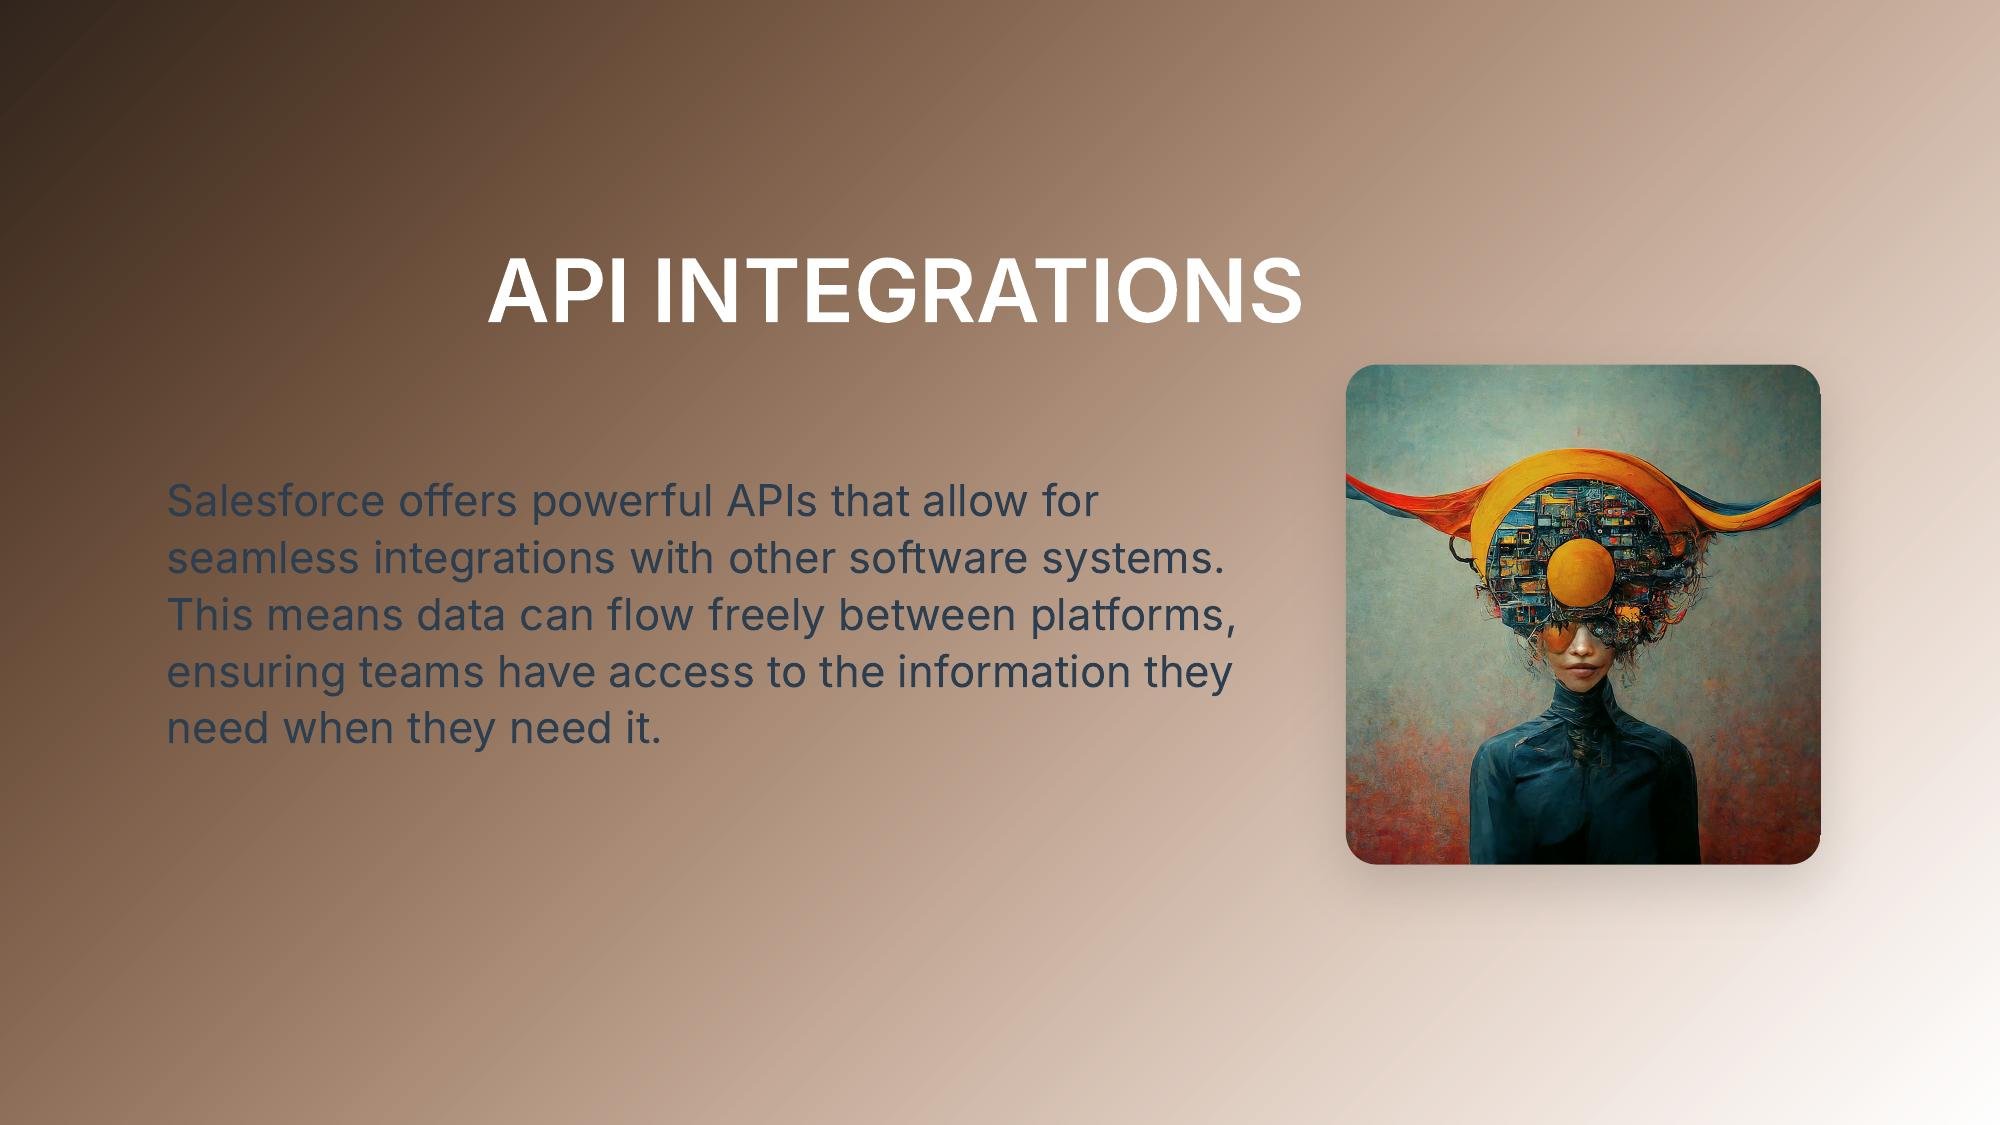 API INTEGRATIONS
Salesforce offers powerful APIs that allow for
seamless integrations with other software systems.
This means data can flow freely between platforms,
ensuring teams have access to the information they
need when they need it.